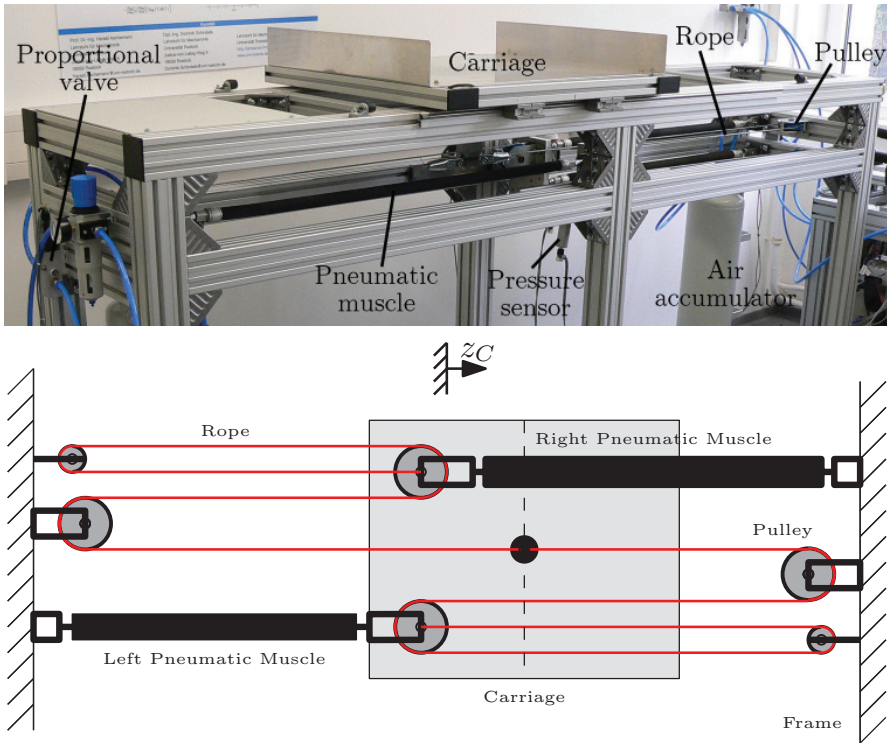 Proportional
valve
Carriage
Rope
Pulley
Pneumatic
muscle
Pressure
sensor
Air
accumulator
z_C
Rope
Right Pneumatic Muscle
Pulley
Left Pneumatic Muscle
Carriage
Frame